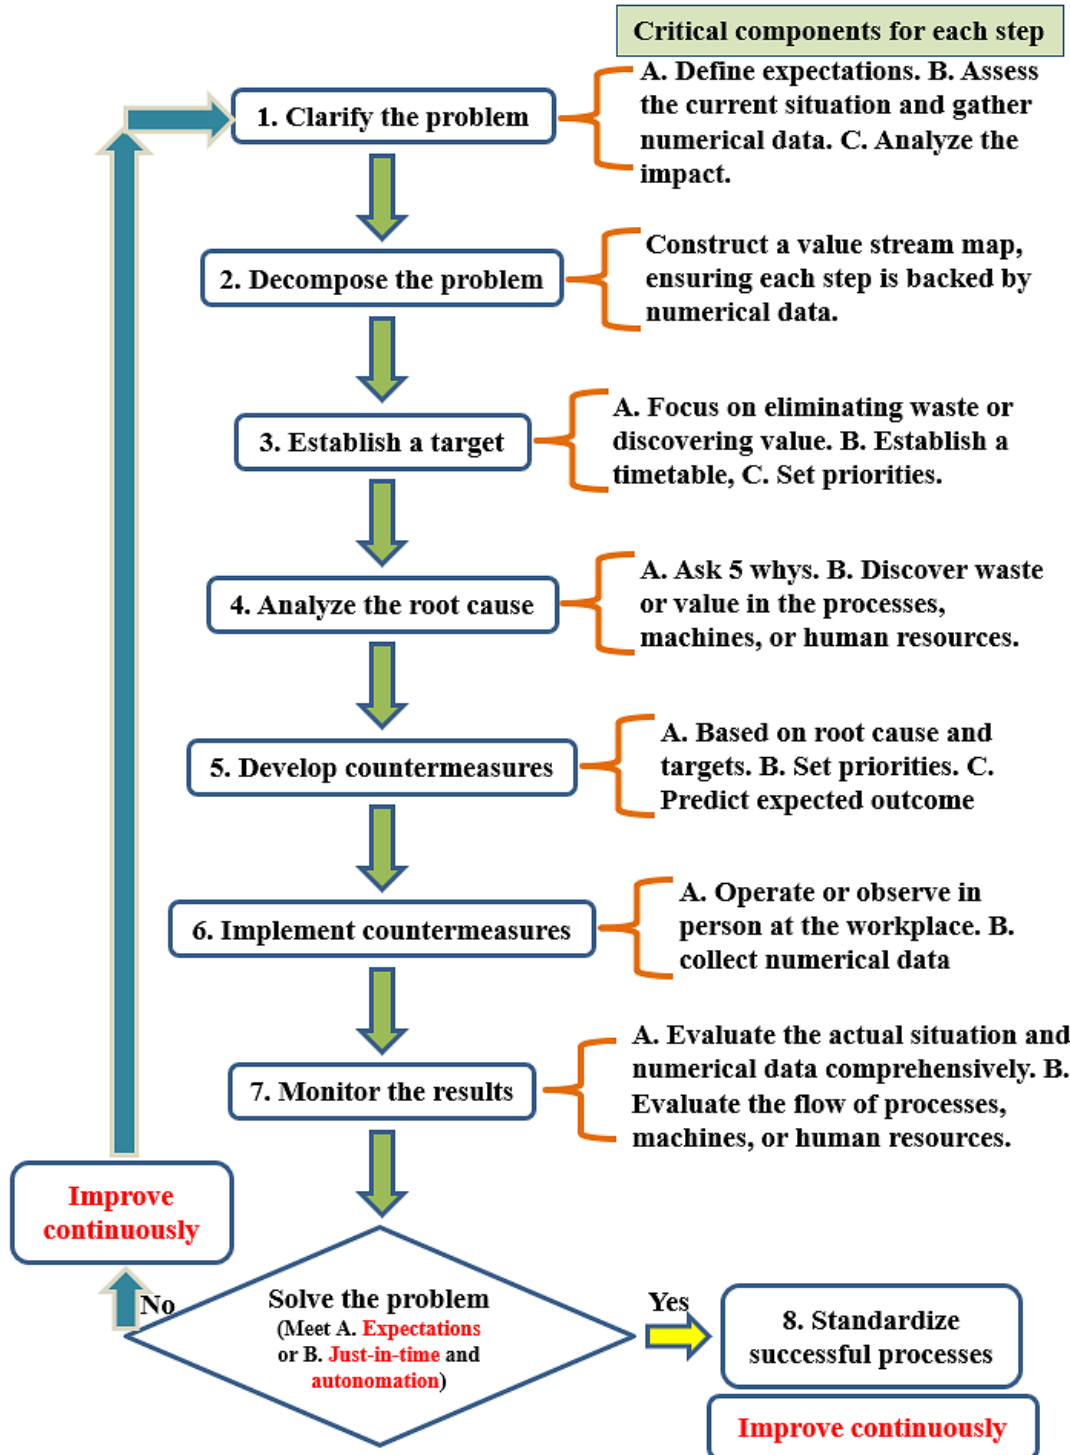 Critical components for each step
1. Clarify the problem
A. Define expectations. B. Assess
the current situation and gather
numerical data. C. Analyze the
impact.
2. Decompose the problem
Construct a value stream map,
ensuring each step is backed by
numerical data.
3. Establish a target
A. Focus on eliminating waste or
discovering value. B. Establish a
timetable, C. Set priorities.
4. Analyze the root cause
A. Ask 5 whys. B. Discover waste
or value in the processes,
machines, or human resources.
5. Develop countermeasures
A. Based on root cause and
targets. B. Set priorities. C.
Predict expected outcome
6. Implement countermeasures
A. Operate or observe in
person at the workplace. B.
collect numerical data
7. Monitor the results
A. Evaluate the actual situation and
numerical data comprehensively. B.
Evaluate the flow of processes,
machines, or human resources.
Improve
continuously
No
Solve the problem
(Meet A. Expectations
or B. Just-in-time and
autonomation)
Yes
8. Standardize
successful processes
Improve continuously